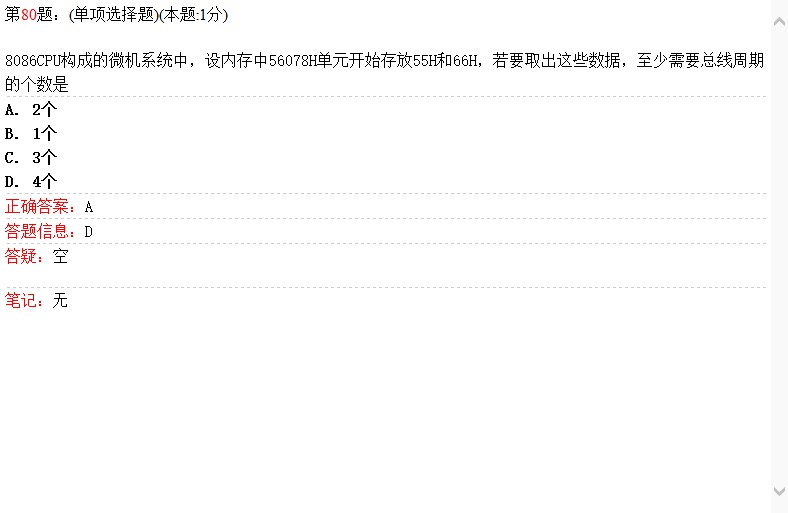 第80题: (单项选择题)(本题:1分)
8086CPU构成的微机系统中，设内存中56078H单元开始存放55H和66H，若要取出这些数据，至少需要总线周期
的个数是
A. 2个
B. 1个
C. 3个
D. 4个
正确答案: A
答题信息: D
答疑: 空
笔记: 无